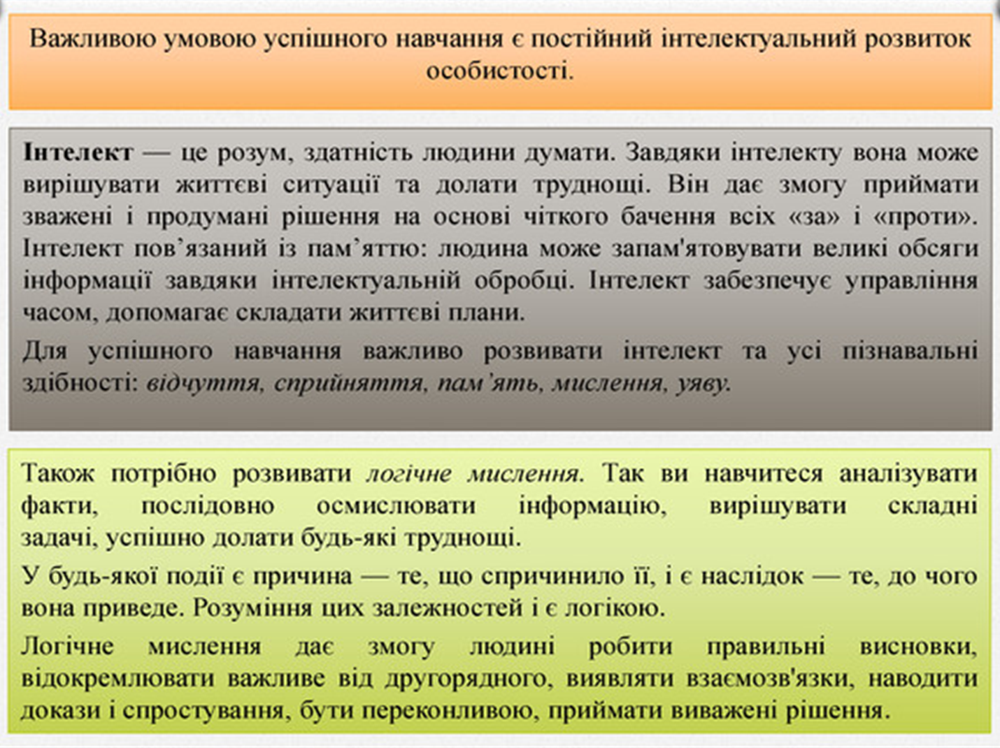 Важливою умовою успішного навчання є постійний інтелектуальний розвиток
особистості.
Інтелект — це розум, здатність людини думати. Завдяки інтелекту вона може
вирішувати життєві ситуації та долати труднощі. Він дає змогу приймати
зважені і продумані рішення на основі чіткого бачення всіх «за» і «проти».
Інтелект пов’язаний із пам’яттю: людина може запам'ятовувати великі обсяги
інформації завдяки інтелектуальній обробці. Інтелект забезпечує управління
часом, допомагає складати життєві плани.
Для успішного навчання важливо розвивати інтелект та усі пізнавальні
здібності: відчуття, сприйняття, пам’ять, мислення, уяву.
Також потрібно розвивати логічне мислення. Так ви навчитеся аналізувати
факти, послідовно осмислювати інформацію, вирішувати складні
задачі, успішно долати будь-які труднощі.
У будь-якої події є причина — те, що спричинило її, і є наслідок — те, до чого
вона приведе. Розуміння цих залежностей і є логікою.
Логічне мислення дає змогу людині робити правильні висновки,
відокремлювати важливе від другорядного, виявляти взаємозв'язки, наводити
докази і спростування, бути переконливою, приймати виважені рішення.